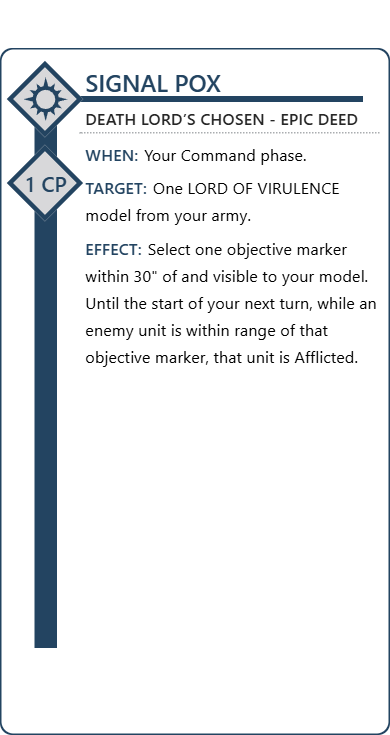 SIGNAL POX
DEATH LORD’S CHOSEN - EPIC DEED
1 CP
WHEN: Your Command phase.
TARGET: One LORD OF VIRULENCE
model from your army.
EFFECT: Select one objective marker
within 30" of and visible to your model.
Until the start of your next turn, while an
enemy unit is within range of that
objective marker, that unit is Afflicted.